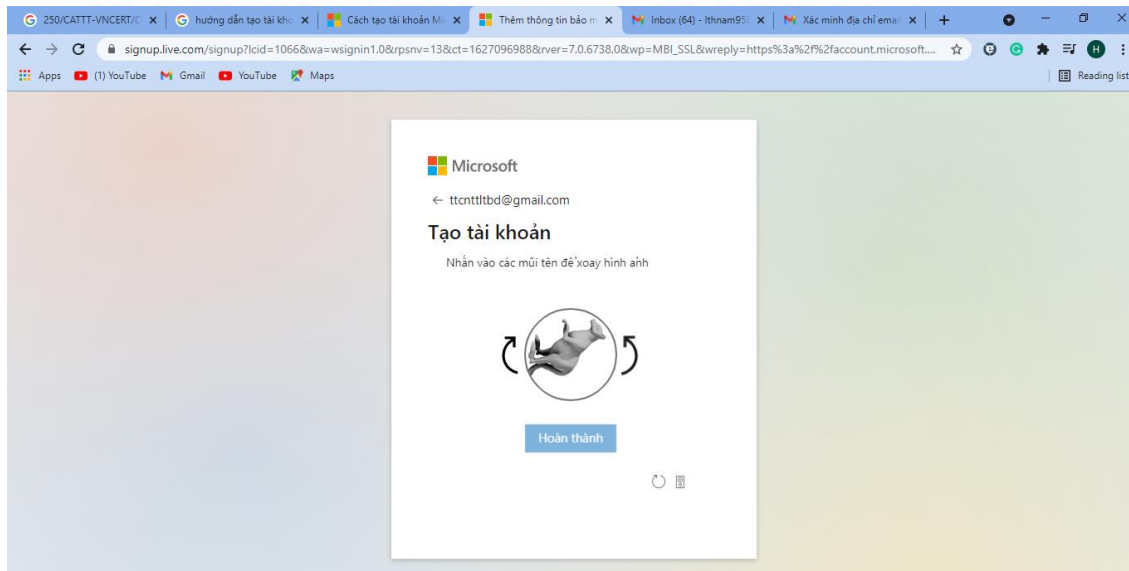 250/CATTT-VNCERT/C
hướng dẫn tạo tài kho
Cách tạo tài khoản Mi
Thêm thông tin bảo m
Inbox (64) - lthnam95
Xác minh địa chỉ email
signup.live.com/signup?lcid=1066&wa=wsignin1.0&rpsnv=13&ct=1627096988&rver=7.0.6738.0&wp=MBI_SSL&wreply=https%3a%2f%2faccount.microsoft....
H
Apps (1) YouTube Gmail YouTube Maps Reading list
Microsoft
← ttcnttltbd@gmail.com
Tạo tài khoản
Nhấn vào các mũi tên để xoay hình ảnh
Hoàn thành